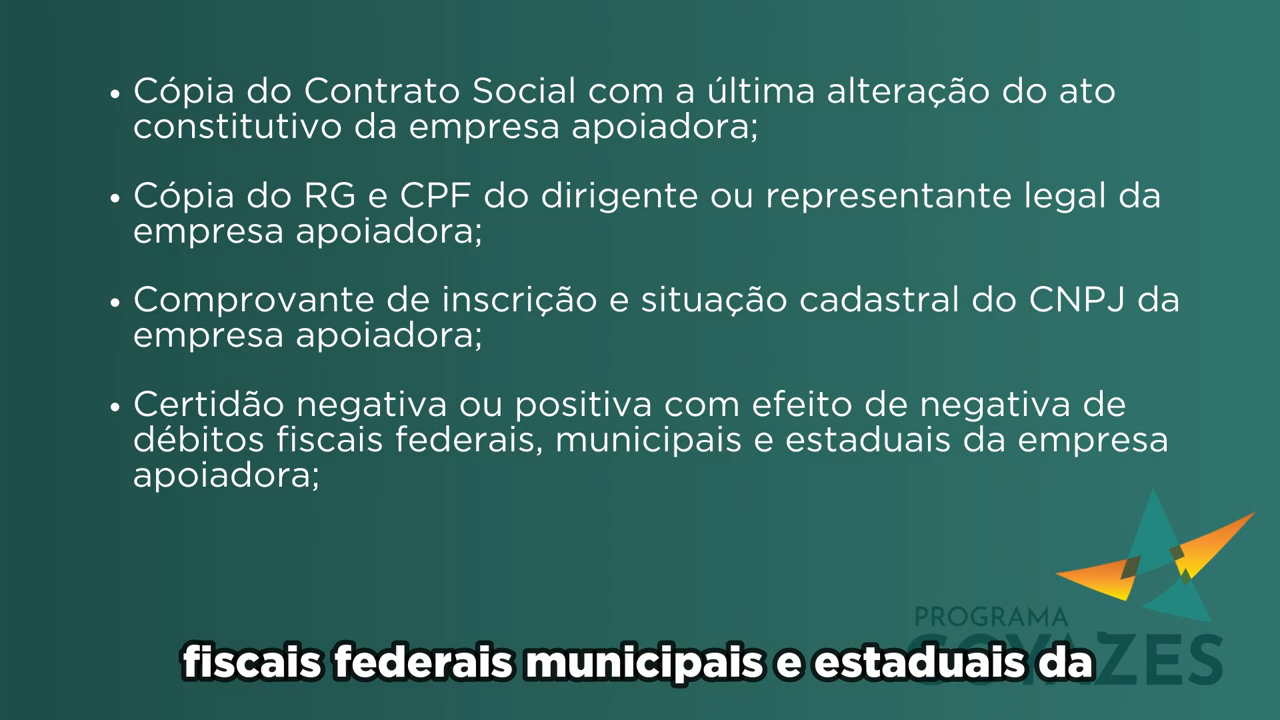 • Cópia do Contrato Social com a última alteração do ato
constitutivo da empresa apoiadora;
• Cópia do RG e CPF do dirigente ou representante legal da
empresa apoiadora;
• Comprovante de inscrição e situação cadastral do CNPJ da
empresa apoiadora;
• Certidão negativa ou positiva com efeito de negativa de
débitos fiscais federais, municipais e estaduais da empresa
apoiadora;
PROGRAMA
GOYAZES
fiscais federais municipais e estaduais da